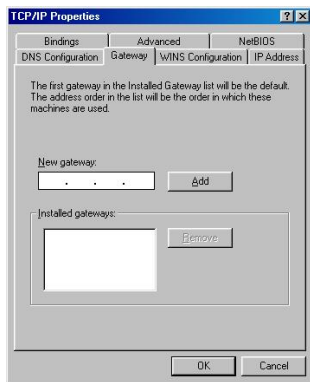 TCP/IP Properties
Bindings Advanced NetBIOS
DNS Configuration Gateway WINS Configuration IP Address
The first gateway in the Installed Gateway list will be the default.
The address order in the list will be the order in which these
machines are used.
New gateway:
. . . Add
Installed gateways:
Remove
OK Cancel